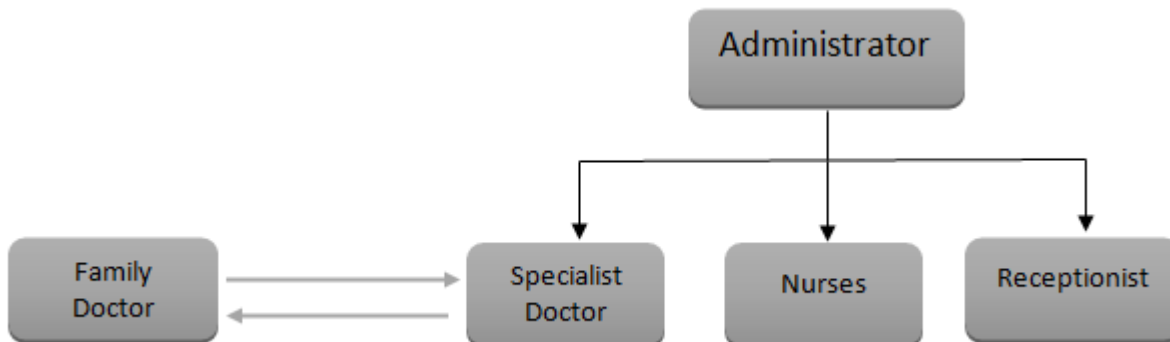 Administrator
Family
Doctor
Specialist
Doctor
Nurses
Receptionist